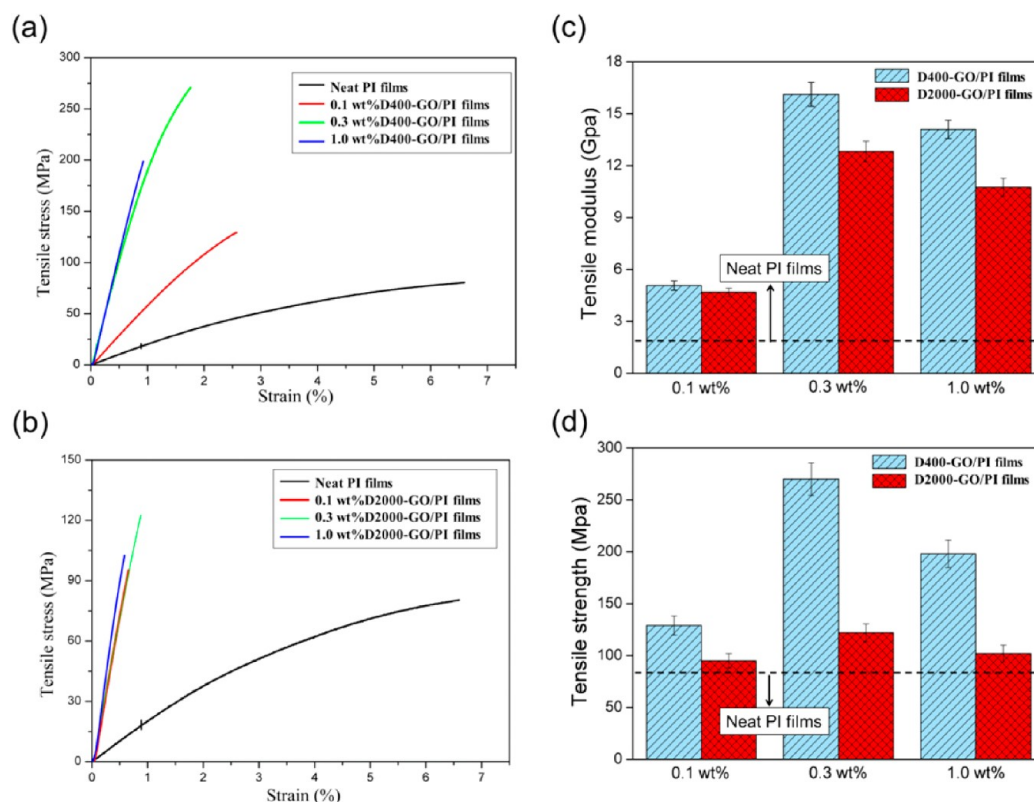 (a)
300
250
200
150
100
50
0
Tensile stress (MPa)
Neat PI films
0.1 wt%D400-GO/PI films
0.3 wt%D400-GO/PI films
1.0 wt%D400-GO/PI films
0 1 2 3 4 5 6 7
Strain (%)
(b)
150
120
90
60
30
0
Tensile stress (MPa)
Neat PI films
0.1 wt%D2000-GO/PI films
0.3 wt%D2000-GO/PI films
1.0 wt%D2000-GO/PI films
0 1 2 3 4 5 6 7
Strain (%)
(c)
18
15
12
9
6
3
0
Tensile modulus (Gpa)
D400-GO/PI films
D2000-GO/PI films
Neat PI films
0.1 wt% 0.3 wt% 1.0 wt%
(d)
300
250
200
150
100
50
0
Tensile strength (Mpa)
D400-GO/PI films
D2000-GO/PI films
Neat PI films
0.1 wt% 0.3 wt% 1.0 wt%